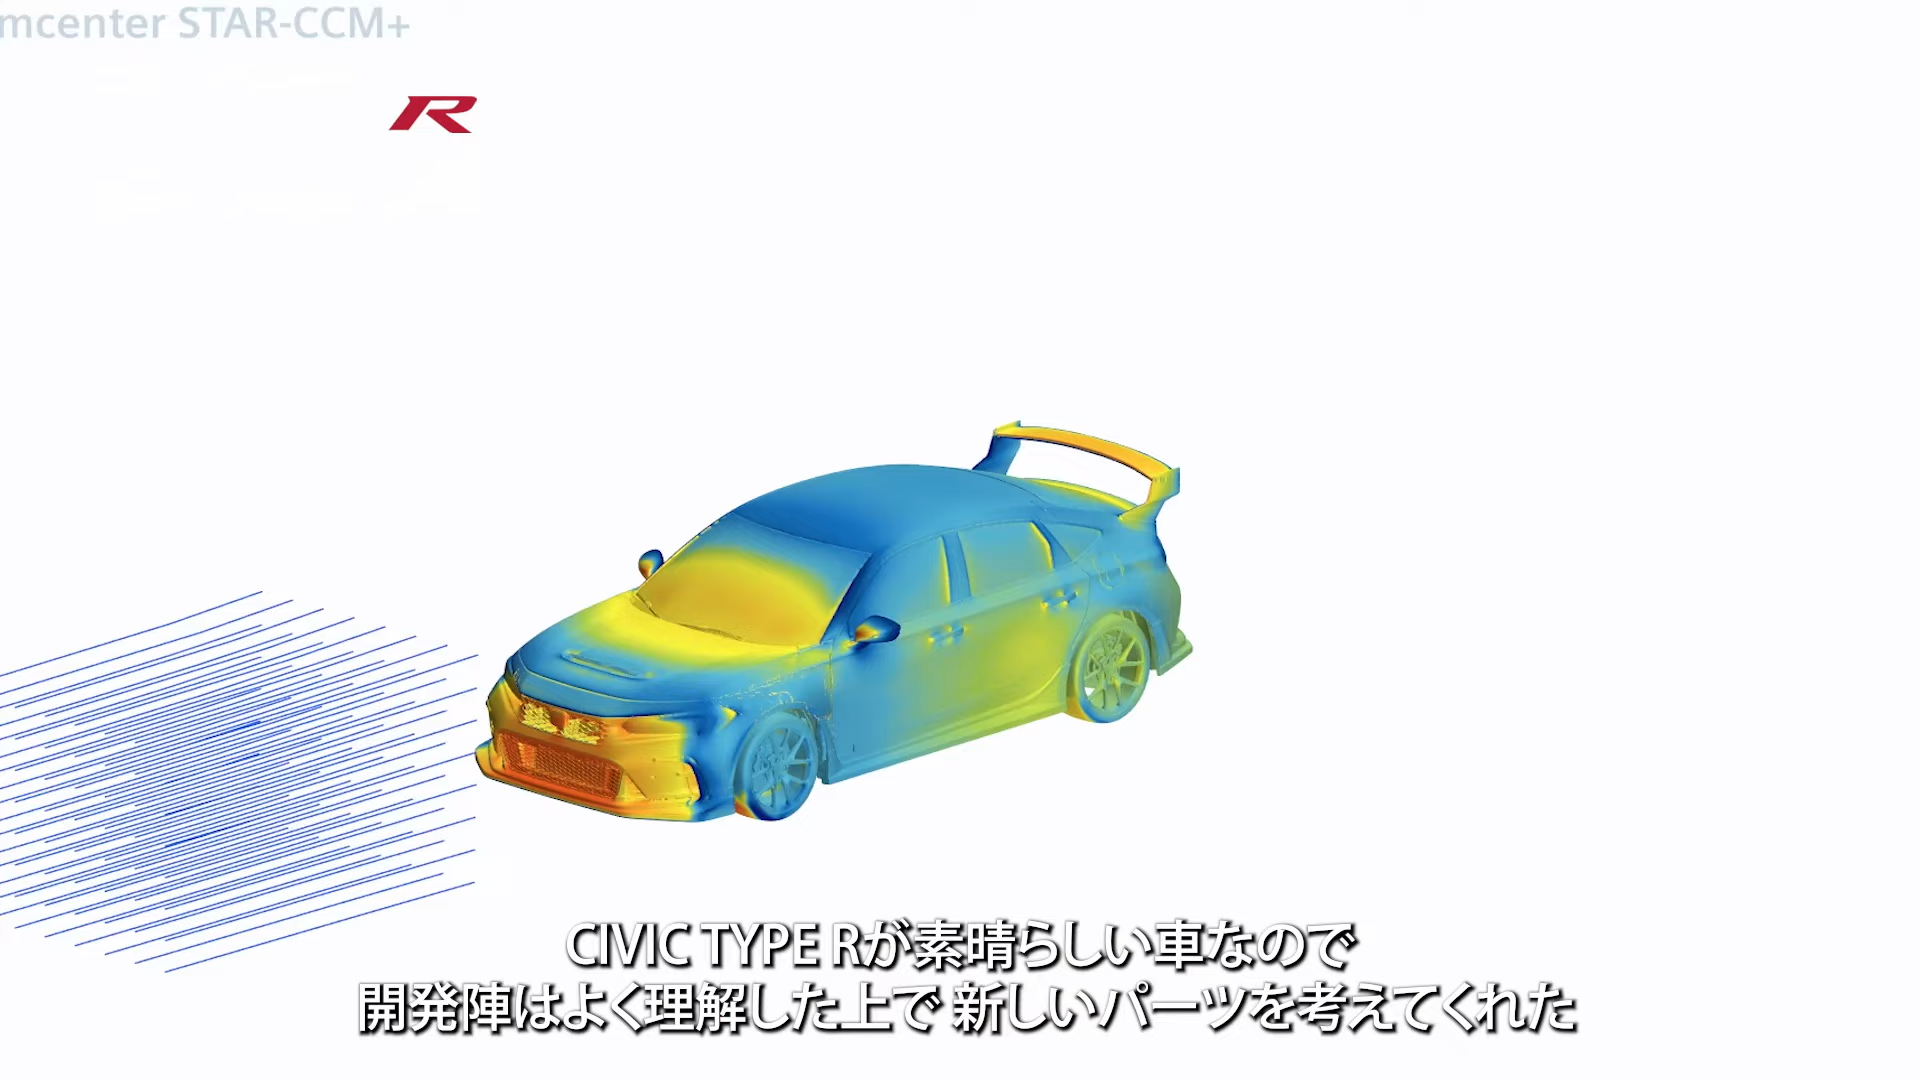 mcenter STAR-CCM+
R
CIVIC TYPE Rが素晴らしい車なので
開発陣はよく理解した上で 新しいパーツを考えてくれた